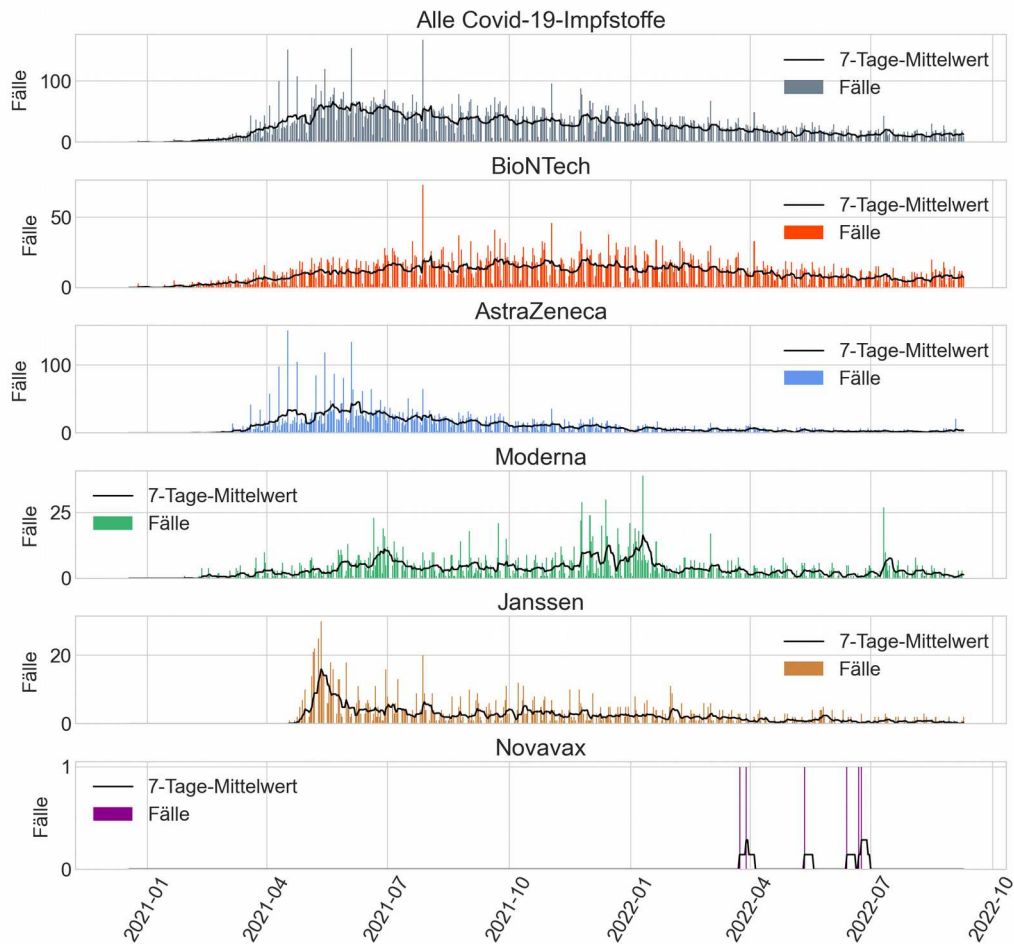 Alle Covid-19-Impfstoffe
Fälle
100
0
7-Tage-Mittelwert
Fälle
BioNTech
Fälle
50
0
7-Tage-Mittelwert
Fälle
AstraZeneca
Fälle
100
0
7-Tage-Mittelwert
Fälle
Moderna
Fälle
25
0
7-Tage-Mittelwert
Fälle
Janssen
Fälle
20
0
7-Tage-Mittelwert
Fälle
Novavax
Fälle
1
0
7-Tage-Mittelwert
Fälle
2021-01
2021-04
2021-07
2021-10
2022-01
2022-04
2022-07
2022-10